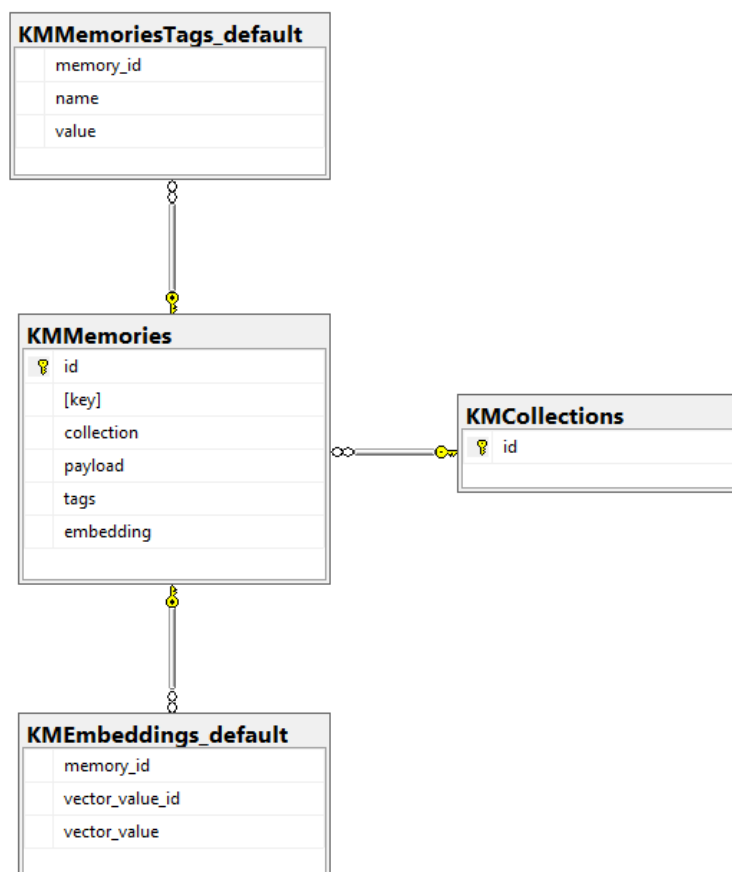 KMMemoriesTags_default
memory_id
name
value
KMMemories
id
[key]
collection
payload
tags
embedding
KMCollections
id
KMEmbeddings_default
memory_id
vector_value_id
vector_value